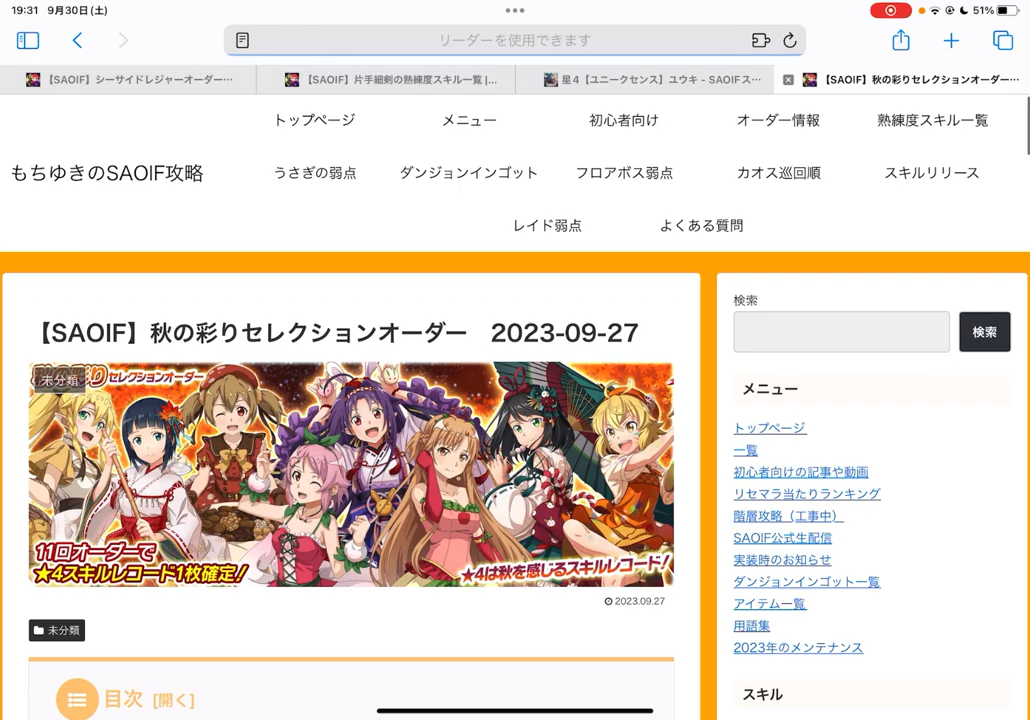 19:31 9月30日(土)
51%
リーダーを使用できます
【SAOIF】シーサイドレジャーオーダー…
【SAOIF】片手細剣の熟練度スキル一覧 |...
星４【ユニークセンス】ユウキ - SAOIFス…
【SAOIF】秋の彩りセレクションオーダー…
トップページ
メニュー
初心者向け
オーダー情報
熟練度スキル一覧
もちゆきのSAOIF攻略
うさぎの弱点
ダンジョンインゴット
フロアボス弱点
カオス巡回順
スキルリリース
レイド弱点
よくある質問
【SAOIF】秋の彩りセレクションオーダー　2023-09-27
未分類
セレクションオーダー
11口オーダーで
★4スキルレコード1枚確定!
★4は秋を感じるスキルレコード!
2023.09.27
未分類
目次 [開く]
検索
検索
メニュー
トップページ
一覧
初心者向けの記事や動画
リセマラ当たりランキング
階層攻略（工事中）
SAOIF公式生配信
実装時のお知らせ
ダンジョンインゴット一覧
アイテム一覧
用語集
2023年のメンテナンス
スキル